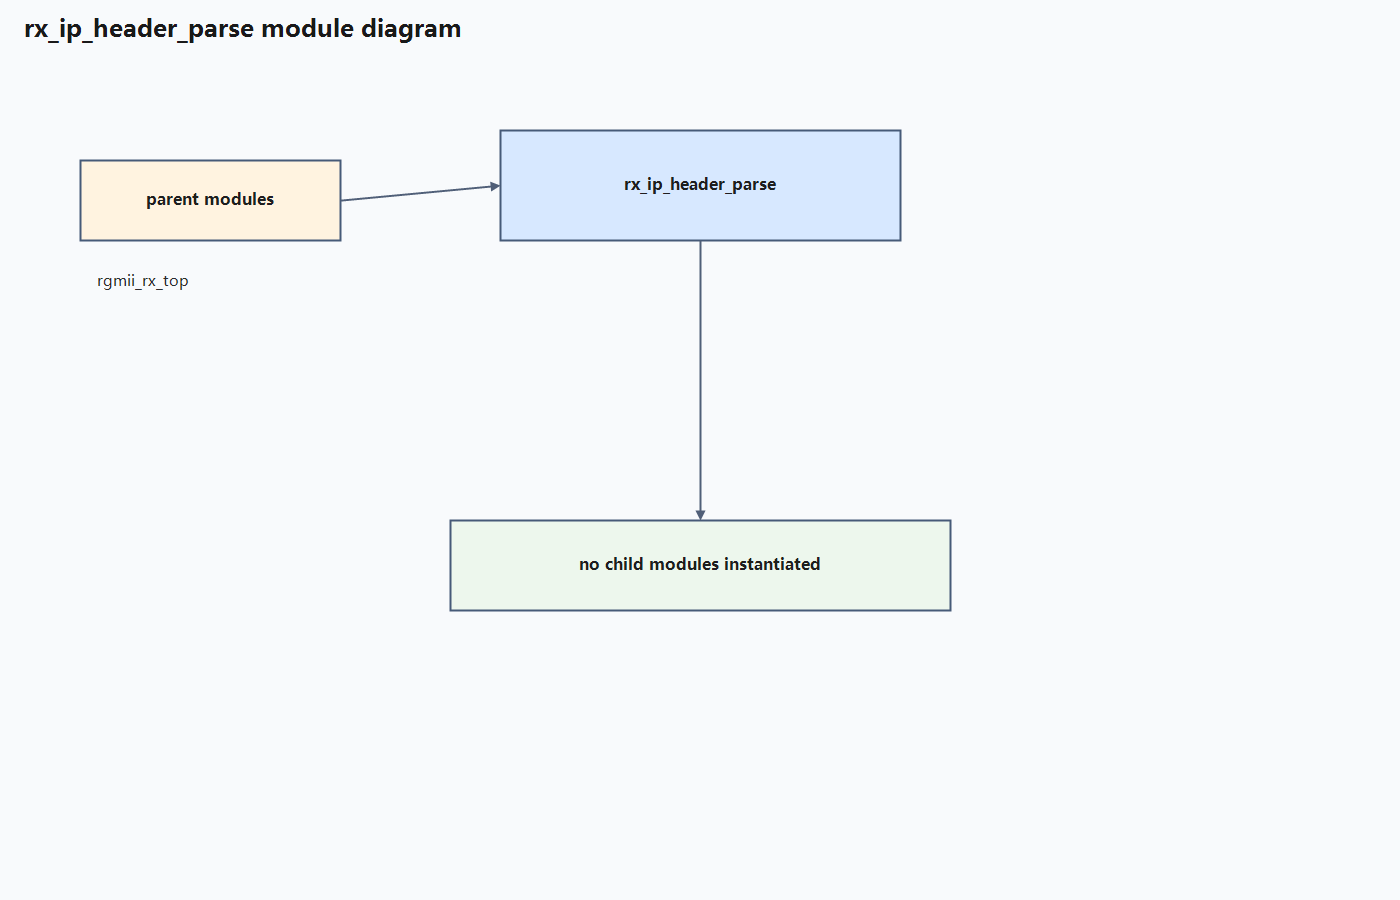 rx_ip_header_parse module diagram
parent modules
rx_ip_header_parse
rgmii_rx_top
no child modules instantiated